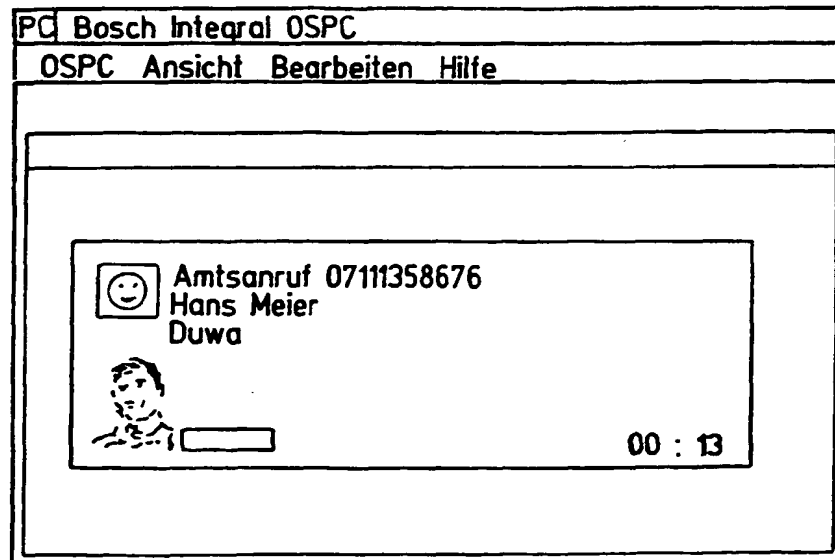 PC Bosch Integral OSPC
OSPC Ansicht Bearbeiten Hilfe
Amtsanruf 07111358676
Hans Meier
Duwa
00 : 13